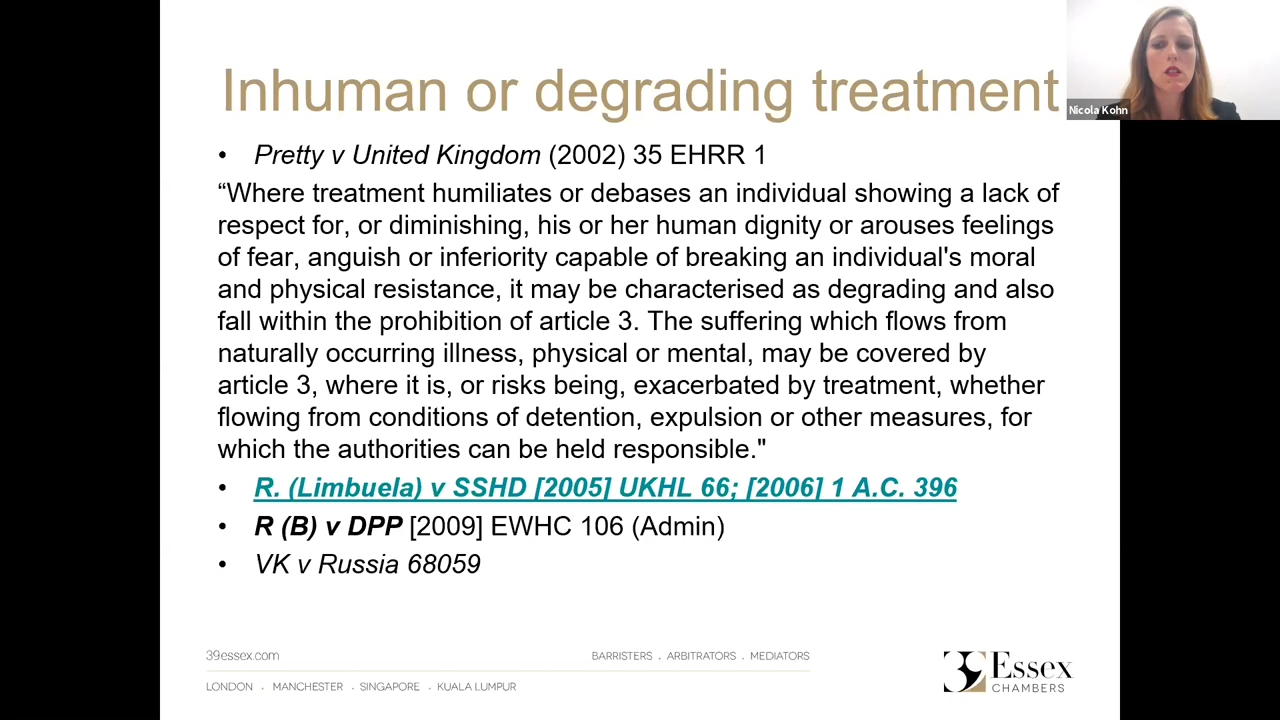 Inhuman or degrading treatment
Nicola Kohn
• Pretty v United Kingdom (2002) 35 EHRR 1
“Where treatment humiliates or debases an individual showing a lack of
respect for, or diminishing, his or her human dignity or arouses feelings
of fear, anguish or inferiority capable of breaking an individual's moral
and physical resistance, it may be characterised as degrading and also
fall within the prohibition of article 3. The suffering which flows from
naturally occurring illness, physical or mental, may be covered by
article 3, where it is, or risks being, exacerbated by treatment, whether
flowing from conditions of detention, expulsion or other measures, for
which the authorities can be held responsible."
• R. (Limbuela) v SSHD [2005] UKHL 66; [2006] 1 A.C. 396
• R (B) v DPP [2009] EWHC 106 (Admin)
• VK v Russia 68059
39essex.com
BARRISTERS . ARBITRATORS . MEDIATORS
LONDON . MANCHESTER . SINGAPORE . KUALA LUMPUR
39 Essex
CHAMBERS